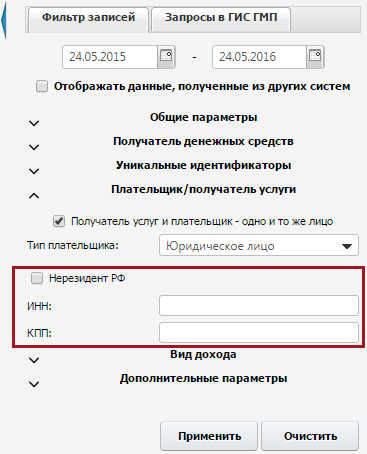 Фильтр записей Запросы в ГИС ГМП
24.05.2015 - 24.05.2016
Отображать данные, полученные из других систем
Общие параметры
Получатель денежных средств
Уникальные идентификаторы
Плательщик/получатель услуги
Получатель услуг и плательщик - одно и то же лицо
Тип плательщика: Юридическое лицо
Нерезидент РФ
ИНН:
КПП:
Вид дохода
Дополнительные параметры
Применить Очистить